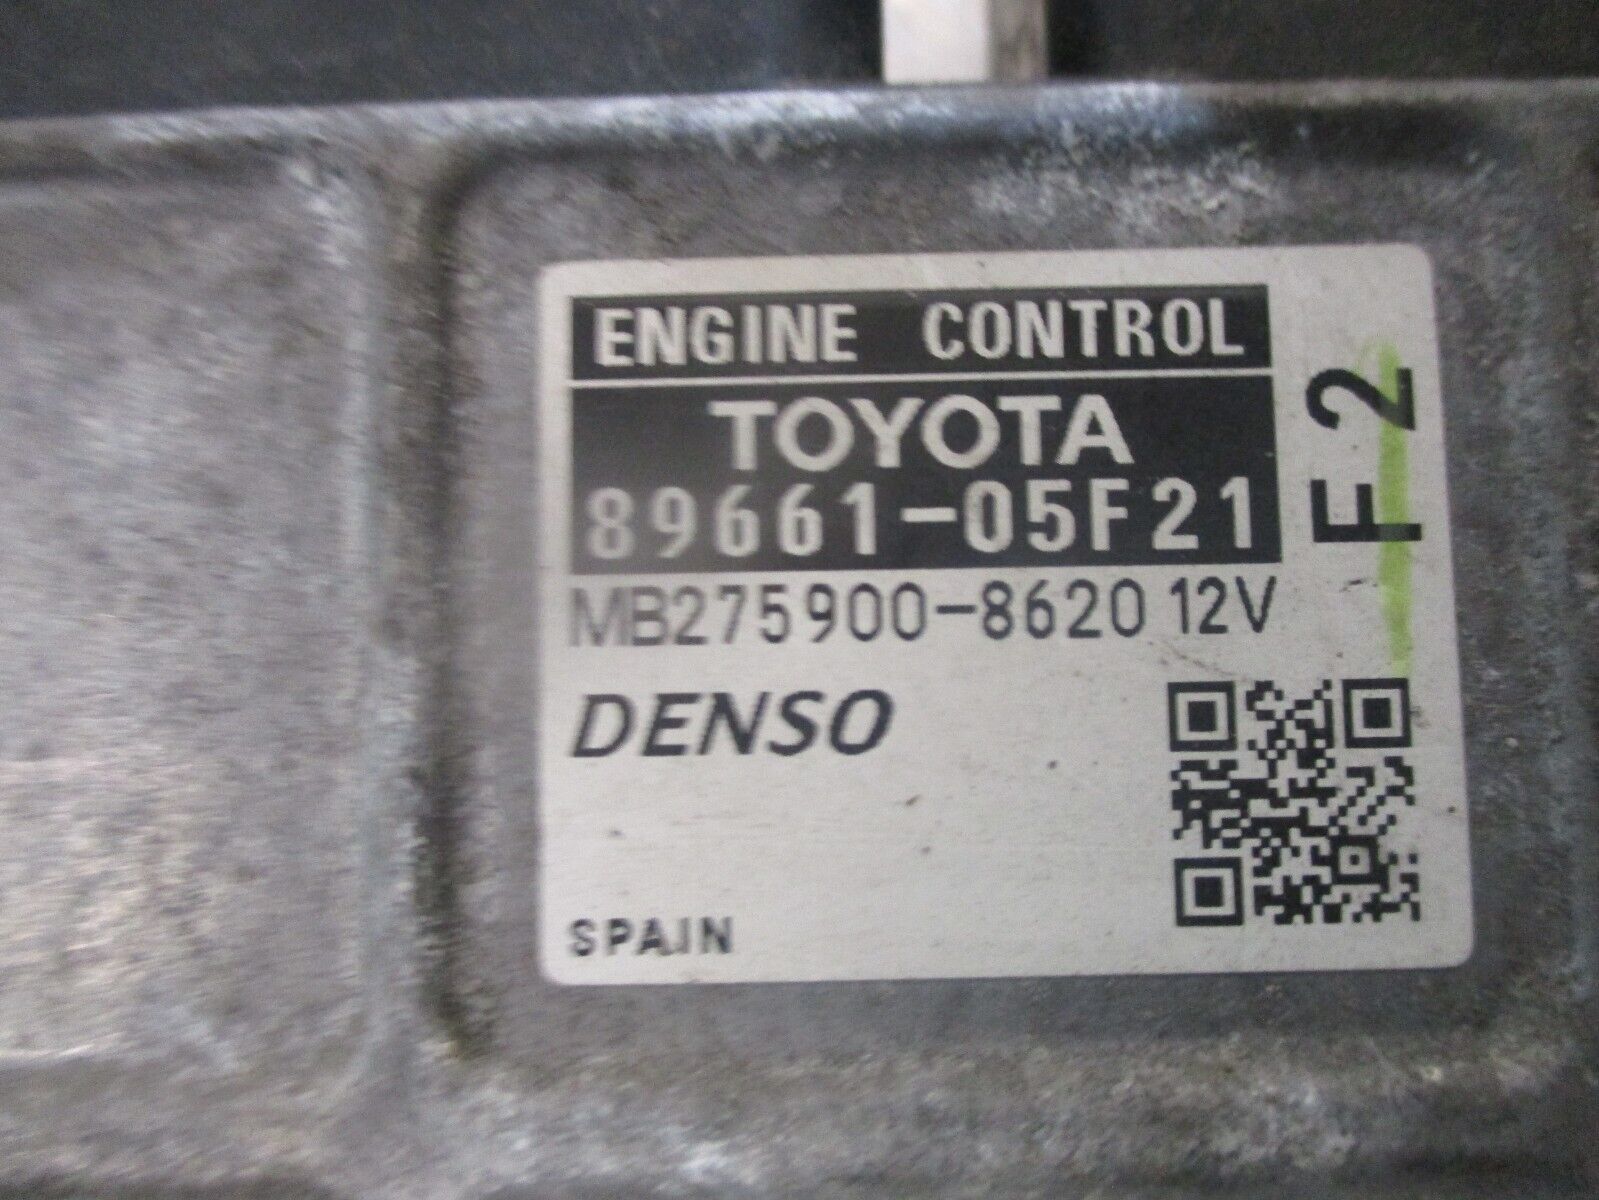 ENGINE CONTROL
TOYOTA
89661-05F21
F2
MB275900-8620 12V
DENSO
SPAIN